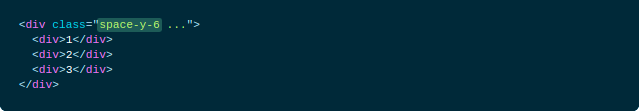 <div class="space-y-6 ...">
  <div>1</div>
  <div>2</div>
  <div>3</div>
</div>